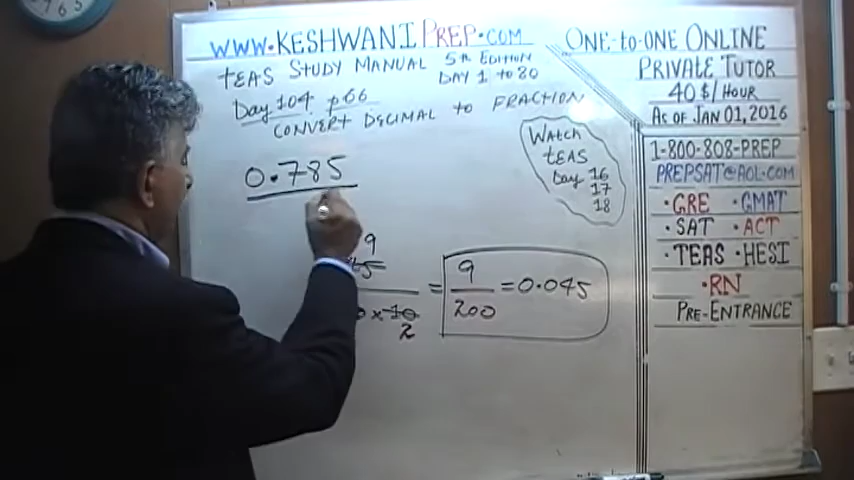 WWW.KESHWANIPREP.COM
TEAS STUDY MANUAL 5TH EDITION
DAY 1 TO 80
Day 104 p66
CONVERT DECIMAL TO FRACTION
0.785
9
= 9/200 = 0.045
× 10
2
WATCH
TEAS
Day 16
17
18
ONE-TO-ONE ONLINE
PRIVATE TUTOR
40 $/HOUR
AS OF JAN 01, 2016
1-800-808-PREP
PREPSAT@AOL.COM
•GRE •GMAT
•SAT •ACT
•TEAS •HESI
•RN
PRE-ENTRANCE